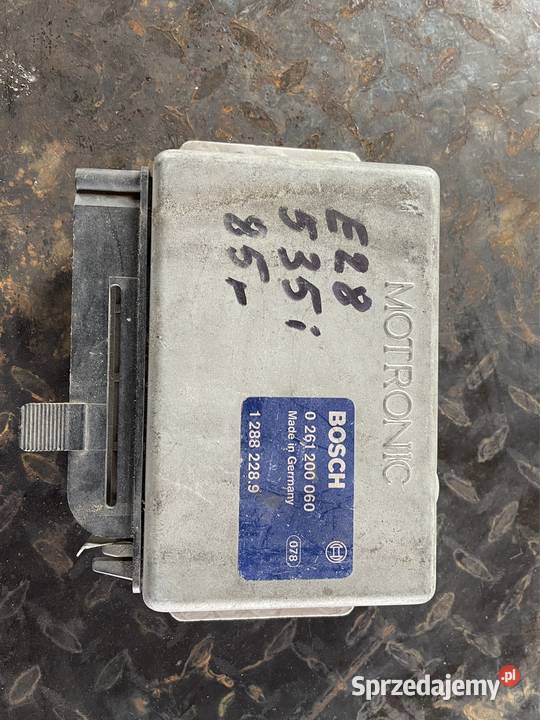 E28
535i
85r
MOTRONIC
BOSCH
0 261 200 060
Made in Germany
1 288 228.9
078
Sprzedajemy.pl